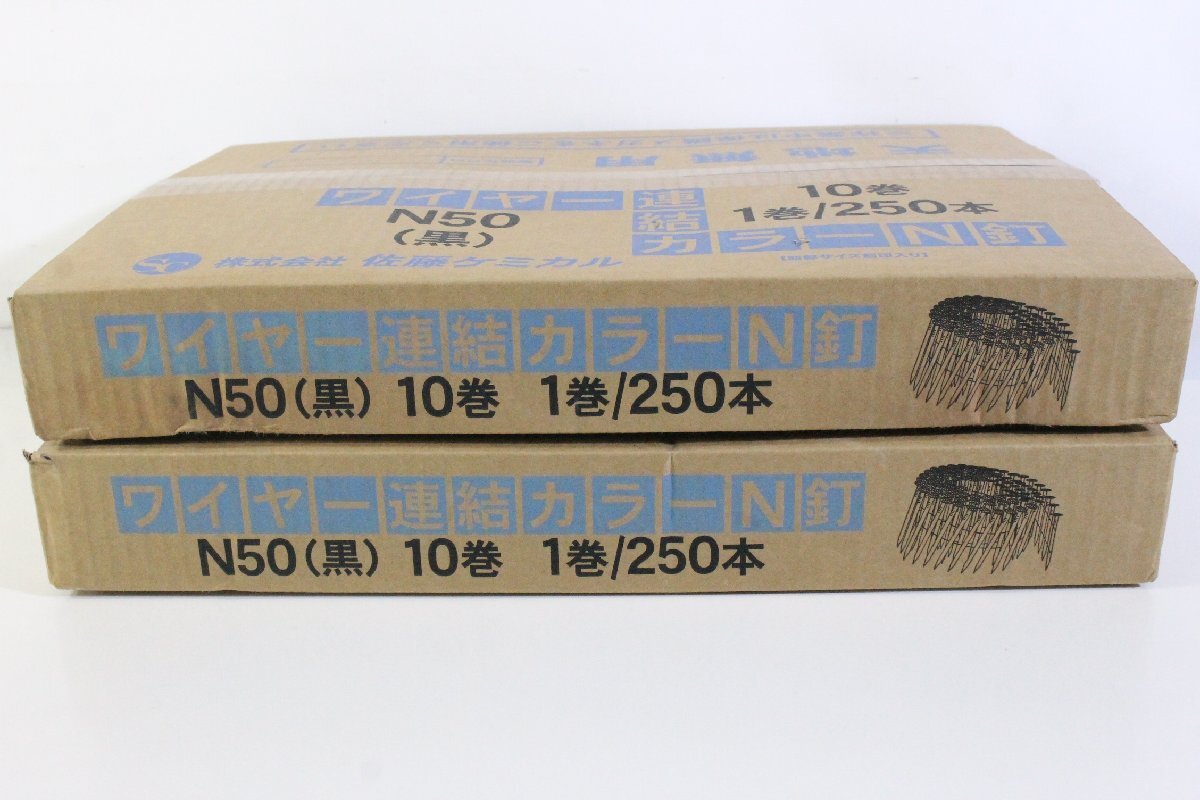 ワイヤー連結カラーN釘
N50
(黒)
10巻
1巻/250本
株式会社 佐藤ケミカル
ワイヤー連結カラーN釘
N50(黒) 10巻 1巻/250本
ワイヤー連結カラーN釘
N50(黒) 10巻 1巻/250本